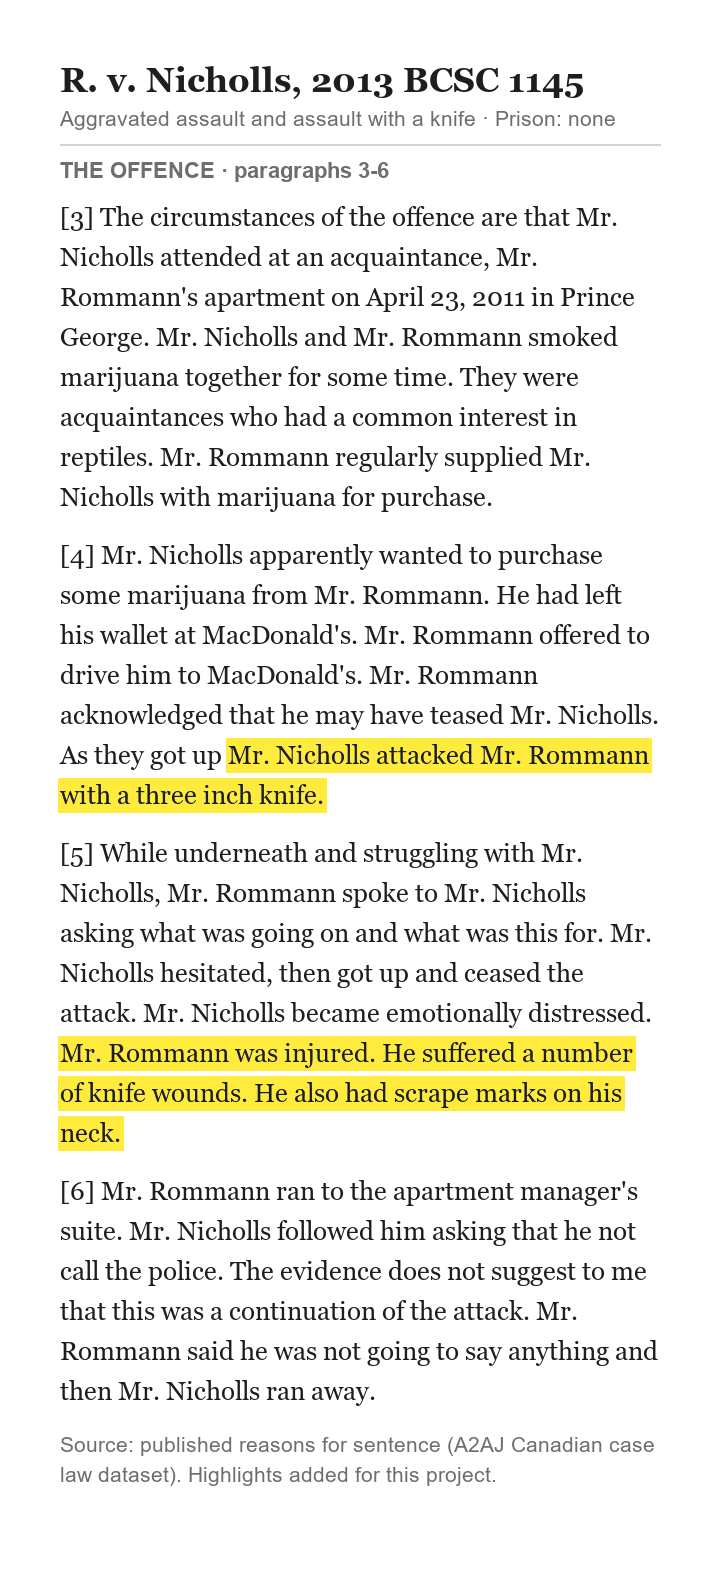 R. v. Nicholls, 2013 BCSC 1145
Aggravated assault and assault with a knife · Prison: none
THE OFFENCE · paragraphs 3-6
[3] The circumstances of the offence are that Mr.
Nicholls attended at an acquaintance, Mr.
Rommann's apartment on April 23, 2011 in Prince
George. Mr. Nicholls and Mr. Rommann smoked
marijuana together for some time. They were
acquaintances who had a common interest in
reptiles. Mr. Rommann regularly supplied Mr.
Nicholls with marijuana for purchase.
[4] Mr. Nicholls apparently wanted to purchase
some marijuana from Mr. Rommann. He had left
his wallet at MacDonald's. Mr. Rommann offered to
drive him to MacDonald's. Mr. Rommann
acknowledged that he may have teased Mr. Nicholls.
As they got up Mr. Nicholls attacked Mr. Rommann
with a three inch knife.
[5] While underneath and struggling with Mr.
Nicholls, Mr. Rommann spoke to Mr. Nicholls
asking what was going on and what was this for. Mr.
Nicholls hesitated, then got up and ceased the
attack. Mr. Nicholls became emotionally distressed.
Mr. Rommann was injured. He suffered a number
of knife wounds. He also had scrape marks on his
neck.
[6] Mr. Rommann ran to the apartment manager's
suite. Mr. Nicholls followed him asking that he not
call the police. The evidence does not suggest to me
that this was a continuation of the attack. Mr.
Rommann said he was not going to say anything and
then Mr. Nicholls ran away.
Source: published reasons for sentence (A2AJ Canadian case
law dataset). Highlights added for this project.